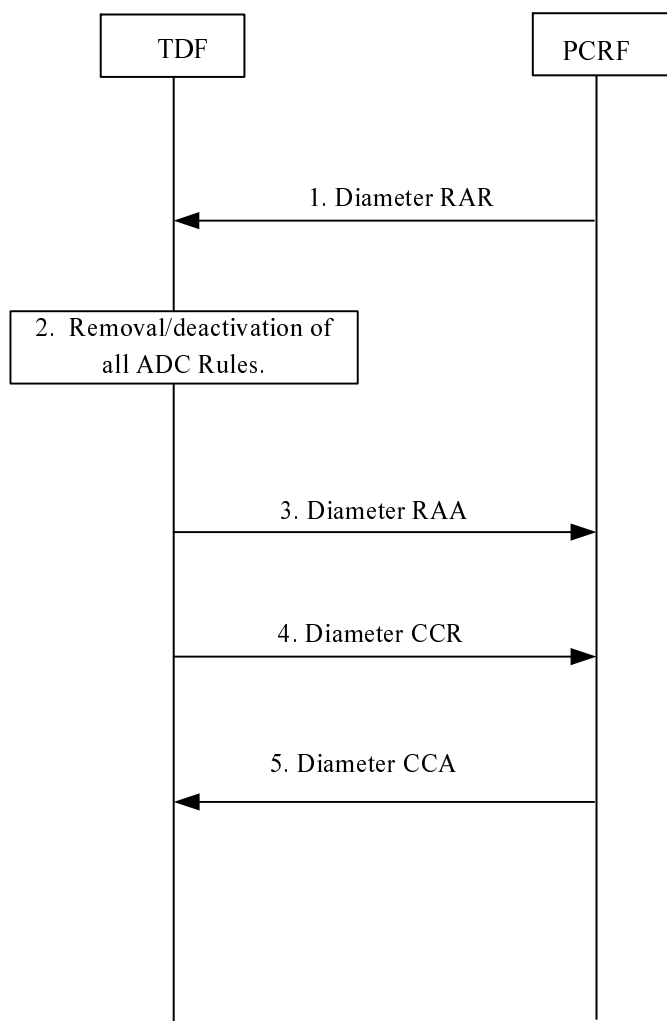 TDF
PCRF
1. Diameter RAR
2. Removal/deactivation of
all ADC Rules.
3. Diameter RAA
4. Diameter CCR
5. Diameter CCA